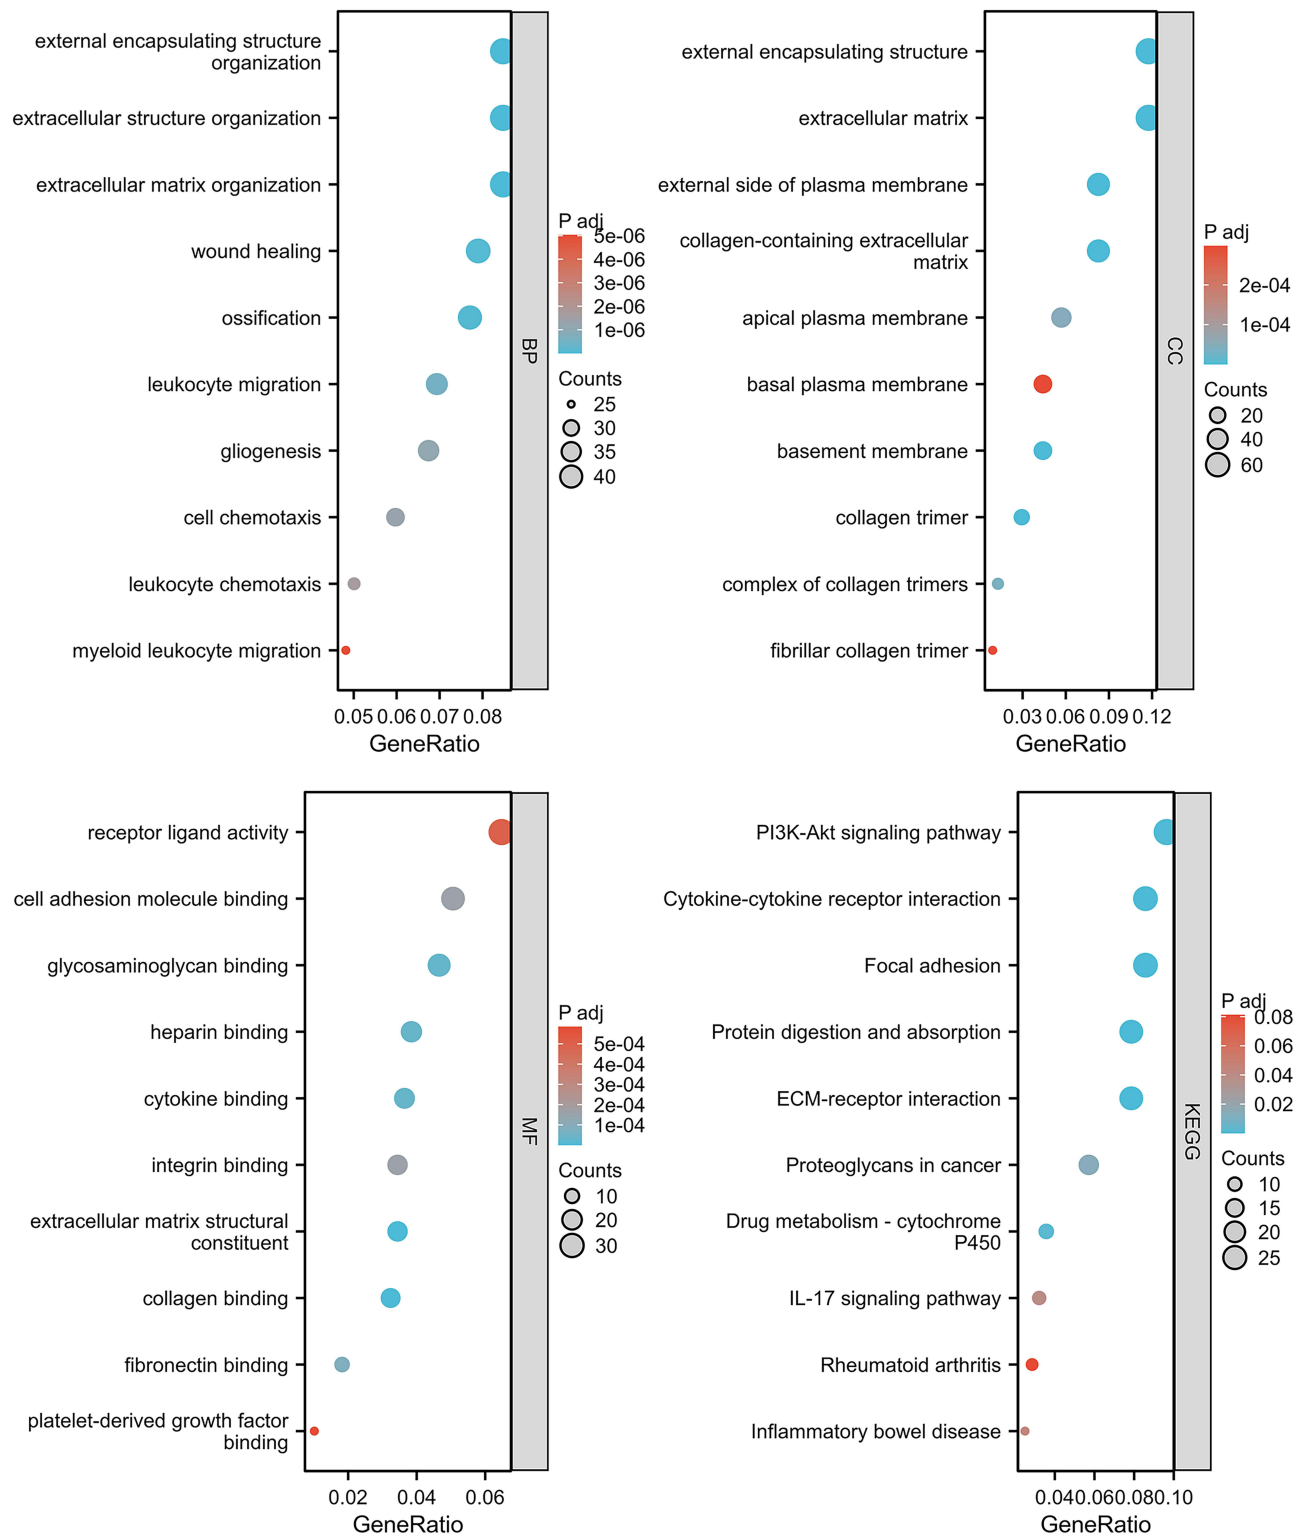 external encapsulating structure
organization
extracellular structure organization
extracellular matrix organization
wound healing
ossification
leukocyte migration
gliogenesis
cell chemotaxis
leukocyte chemotaxis
myeloid leukocyte migration
0.05 0.06 0.07 0.08
GeneRatio
BP
P adj
5e-06
4e-06
3e-06
2e-06
1e-06
Counts
25
30
35
40
external encapsulating structure
extracellular matrix
external side of plasma membrane
collagen-containing extracellular
matrix
apical plasma membrane
basal plasma membrane
basement membrane
collagen trimer
complex of collagen trimers
fibrillar collagen trimer
0.03 0.06 0.09 0.12
GeneRatio
CC
P adj
2e-04
1e-04
Counts
20
40
60
receptor ligand activity
cell adhesion molecule binding
glycosaminoglycan binding
heparin binding
cytokine binding
integrin binding
extracellular matrix structural
constituent
collagen binding
fibronectin binding
platelet-derived growth factor
binding
0.02 0.04 0.06
GeneRatio
MF
P adj
5e-04
4e-04
3e-04
2e-04
1e-04
Counts
10
20
30
PI3K-Akt signaling pathway
Cytokine-cytokine receptor interaction
Focal adhesion
Protein digestion and absorption
ECM-receptor interaction
Proteoglycans in cancer
Drug metabolism - cytochrome
P450
IL-17 signaling pathway
Rheumatoid arthritis
Inflammatory bowel disease
0.04 0.06 0.08 0.10
GeneRatio
KEGG
P adj
0.08
0.06
0.04
0.02
Counts
10
15
20
25